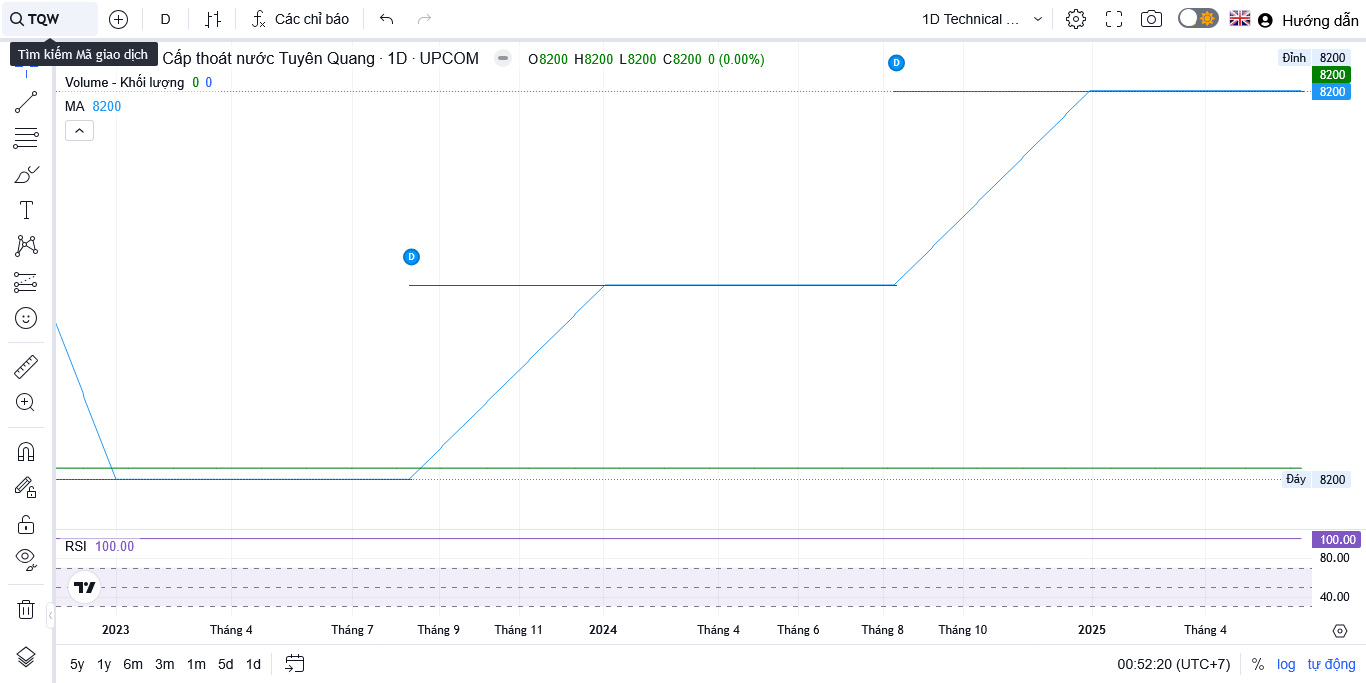 TQW
D
Các chỉ báo
1D Technical ...
Hướng dẫn
Tìm kiếm Mã giao dịch
Cấp thoát nước Tuyên Quang · 1D · UPCOM
O8200 H8200 L8200 C8200 0 (0.00%)
Volume - Khối lượng 0 0
MA 8200
D
D
Đỉnh 8200
8200
8200
Đáy 8200
RSI 100.00
100.00
80.00
40.00
2023 Tháng 4 Tháng 7 Tháng 9 Tháng 11 2024 Tháng 4 Tháng 6 Tháng 8 Tháng 10 2025 Tháng 4
5y 1y 6m 3m 1m 5d 1d
00:52:20 (UTC+7) % log tự động